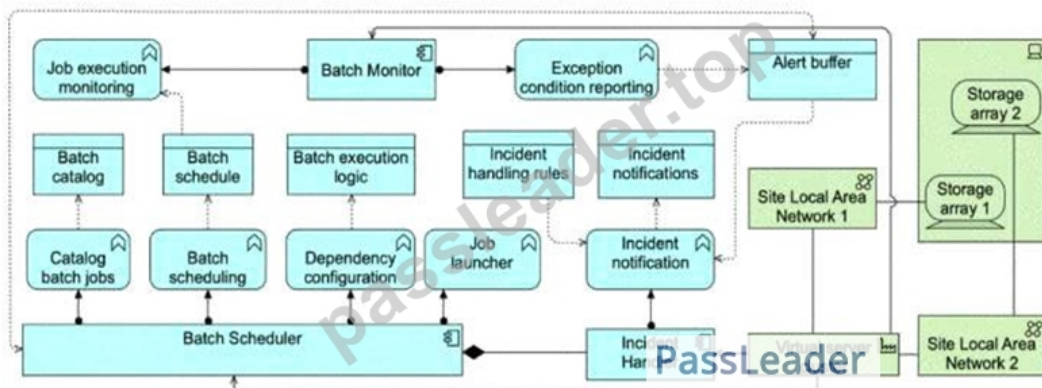 Job execution
monitoring
Batch Monitor
Exception
condition reporting
Alert buffer
Storage
array 2
Batch
catalog
Batch
schedule
Batch execution
logic
Incident
handling rules
Incident
notifications
Site Local Area
Network 1
Storage
array 1
Catalog
batch jobs
Batch
scheduling
Dependency
configuration
Job
launcher
Incident
notification
Batch Scheduler
Virtual server
Site Local Area
Network 2
PassLeader
passleader.top